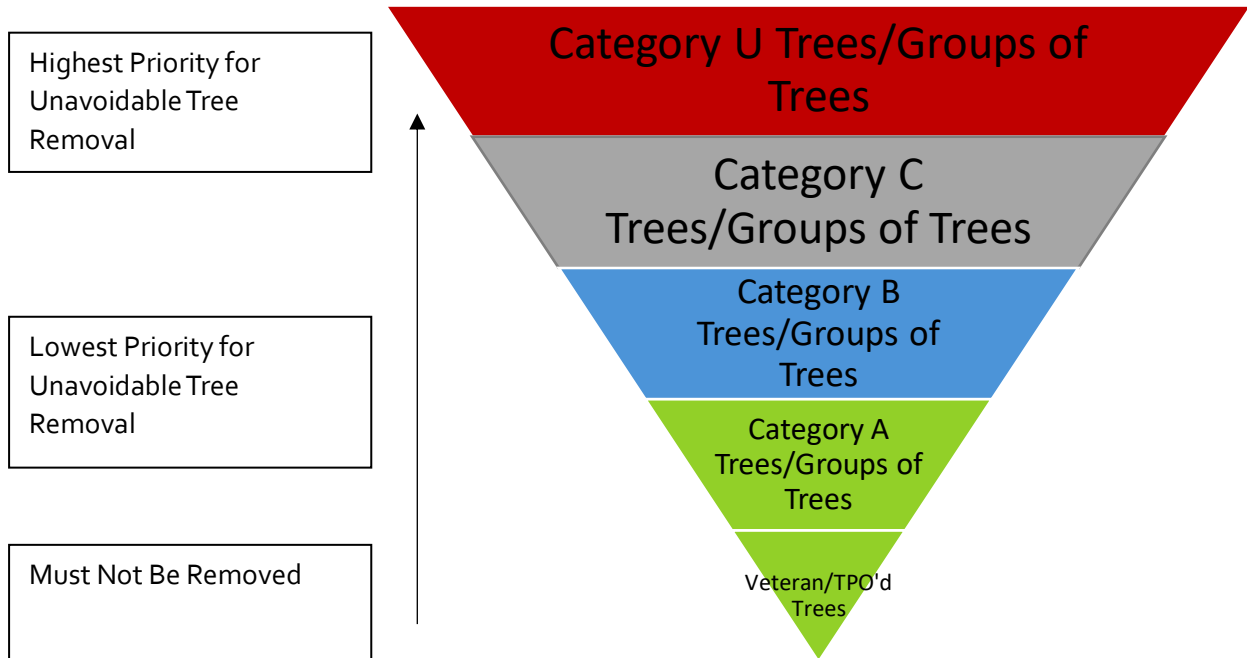 Highest Priority for
Unavoidable Tree
Removal
Lowest Priority for
Unavoidable Tree
Removal
Must Not Be Removed
Category U Trees/Groups of
Trees
Category C
Trees/Groups of Trees
Category B
Trees/Groups of
Trees
Category A
Trees/Groups of
Trees
Veteran/TPO'd
Trees